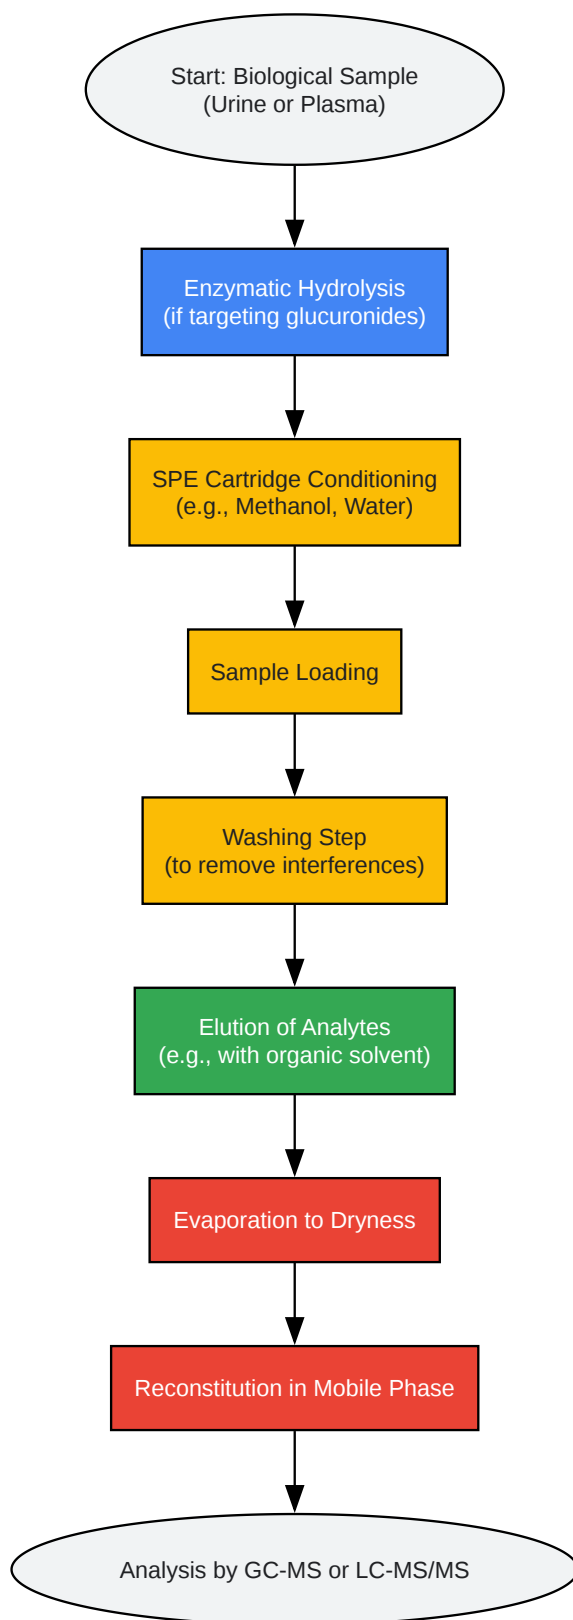 Start: Biological Sample
(Urine or Plasma)
Enzymatic Hydrolysis
(if targeting glucuronides)
SPE Cartridge Conditioning
(e.g., Methanol, Water)
Sample Loading
Washing Step
(to remove interferences)
Elution of Analytes
(e.g., with organic solvent)
Evaporation to Dryness
Reconstitution in Mobile Phase
Analysis by GC-MS or LC-MS/MS